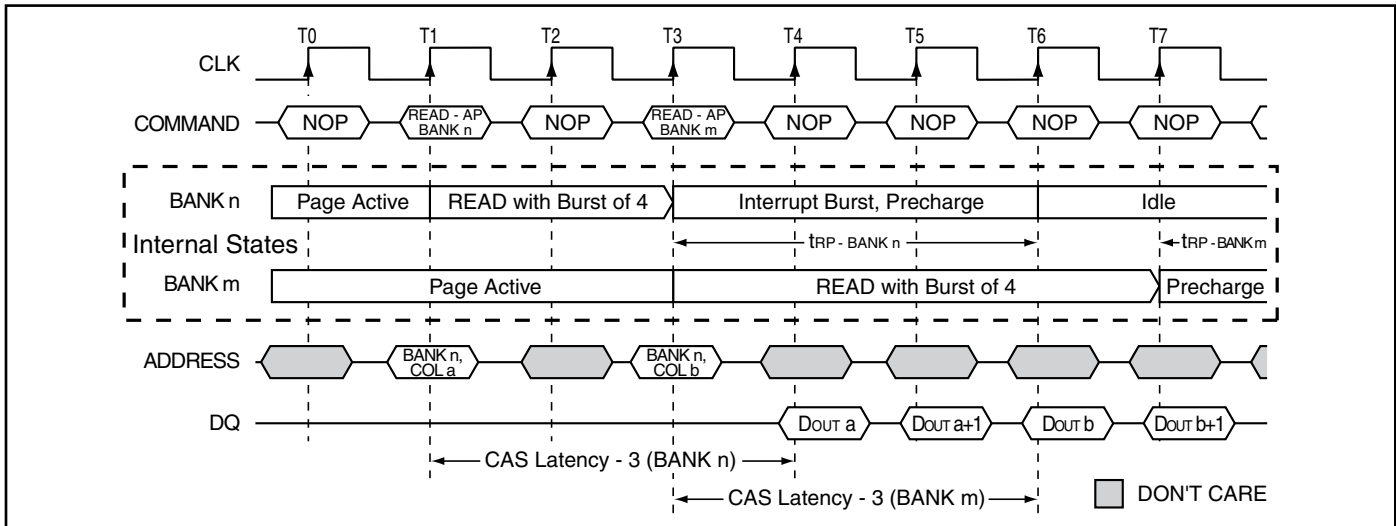 T0 T1 T2 T3 T4 T5 T6 T7
CLK
COMMAND NOP READ - AP BANK n NOP READ - AP BANK m NOP NOP NOP NOP
BANK n Page Active READ with Burst of 4 Interrupt Burst, Precharge Idle
Internal States tRP - BANK n tRP - BANK m
BANK m Page Active READ with Burst of 4 Precharge
ADDRESS BANK n, COL a BANK n, COL b
DQ DOUT a DOUT a+1 DOUT b DOUT b+1
CAS Latency - 3 (BANK n)
CAS Latency - 3 (BANK m) DON'T CARE